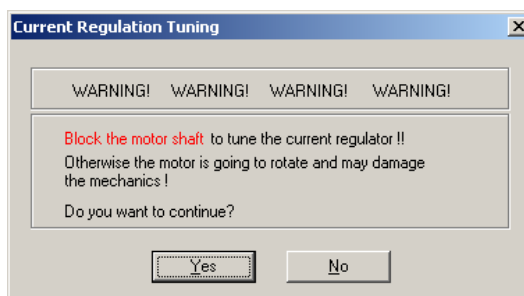 Current Regulation Tuning
WARNING! WARNING! WARNING! WARNING!
Block the motor shaft to tune the current regulator !!
Otherwise the motor is going to rotate and may damage
the mechanics !
Do you want to continue?
Yes No